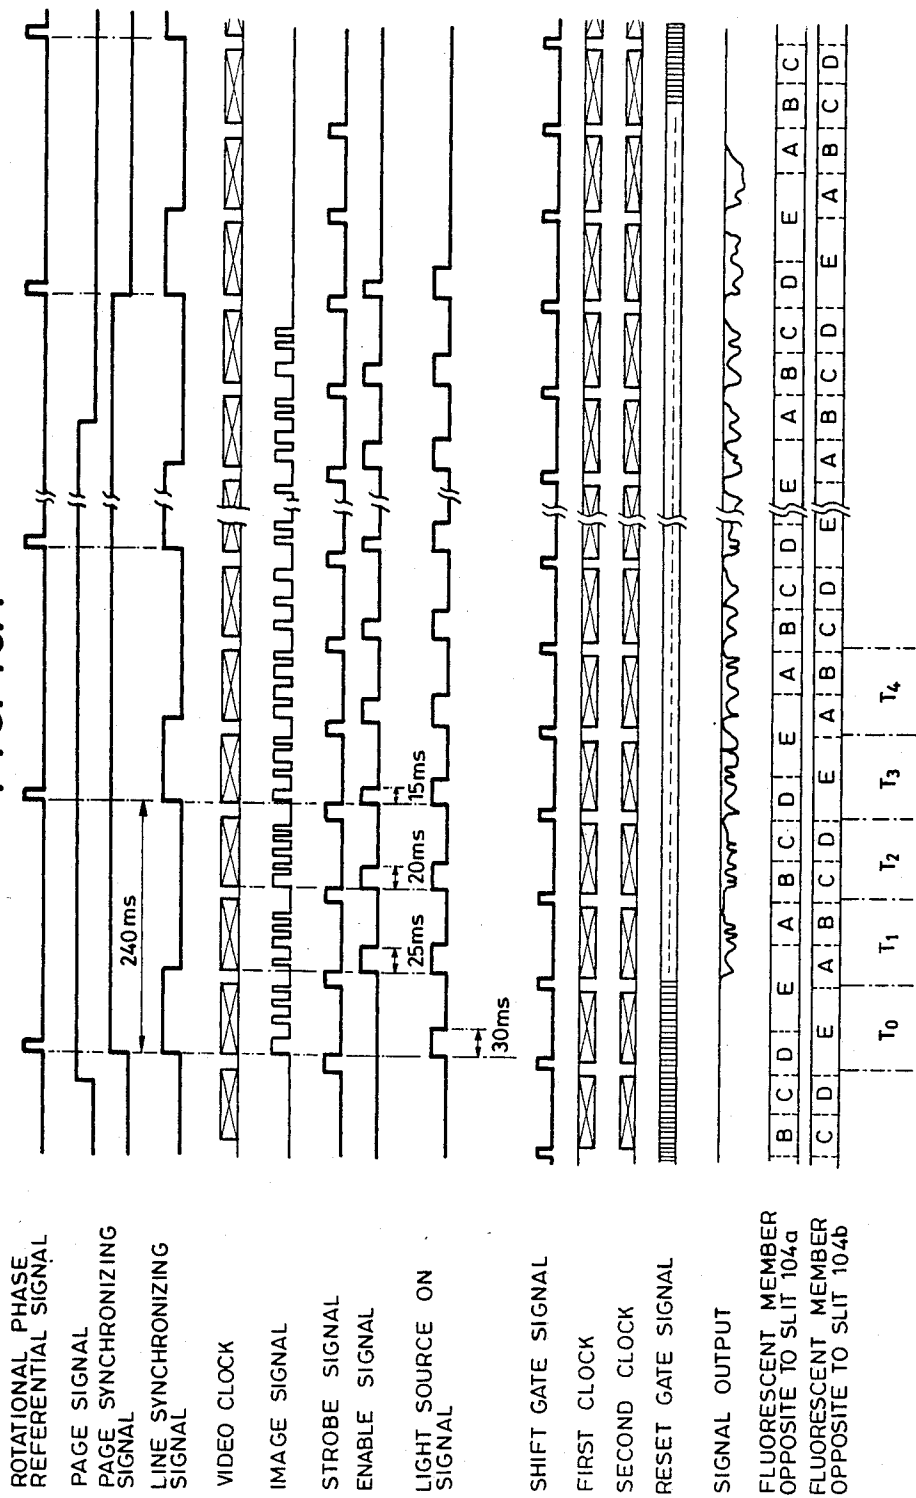 ROTATIONAL PHASE
REFERENTIAL SIGNAL
PAGE SIGNAL
PAGE SYNCHRONIZING
SIGNAL
LINE SYNCHRONIZING
SIGNAL
VIDEO CLOCK
IMAGE SIGNAL
STROBE SIGNAL
ENABLE SIGNAL
LIGHT SOURCE ON
SIGNAL
SHIFT GATE SIGNAL
FIRST CLOCK
SECOND CLOCK
RESET GATE SIGNAL
SIGNAL OUTPUT
FLUORESCENT MEMBER
OPPOSITE TO SLIT 104a
FLUORESCENT MEMBER
OPPOSITE TO SLIT 104b
240ms
30ms
25ms
20ms
15ms
B C D E A B C D E A B C D E A B C D E A B C
C D E A B C D E A B C D E A B C D E A B C D
T0 T1 T2 T3 T4